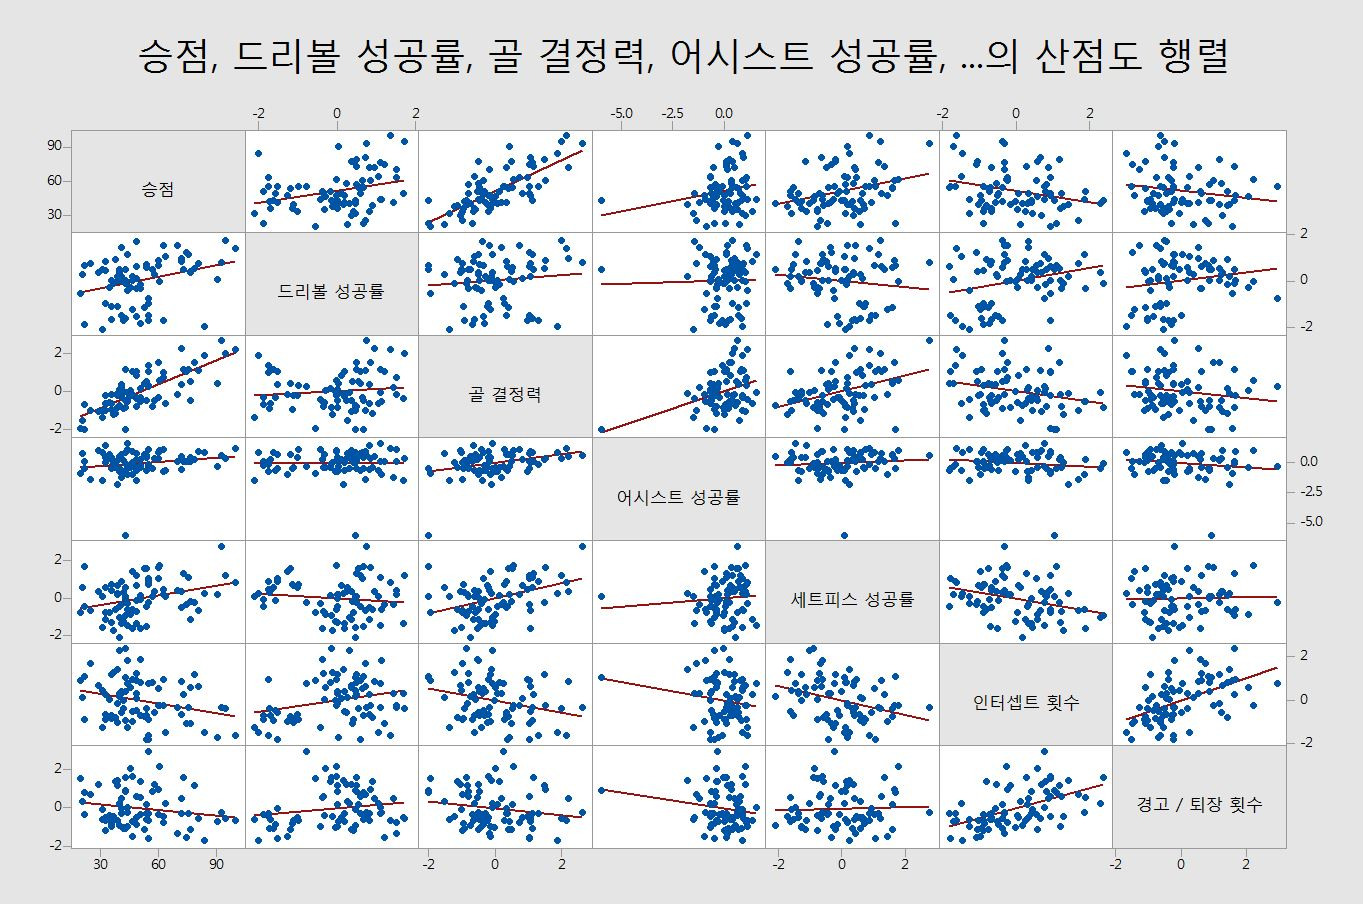 승점, 드리볼 성공률, 골 결정력, 어시스트 성공률, ...의 산점도 행렬
-2 0 2 -5.0 -2.5 0.0 -2 0 2
90
60
30
승점
2
0
-2
드리볼 성공률
2
0
-2
골 결정력
0.0
-2.5
-5.0
어시스트 성공률
2
0
-2
세트피스 성공률
2
0
-2
인터셉트 횟수
2
0
-2
경고 / 퇴장 횟수
30 60 90 -2 0 2 -2 0 2 -2 0 2